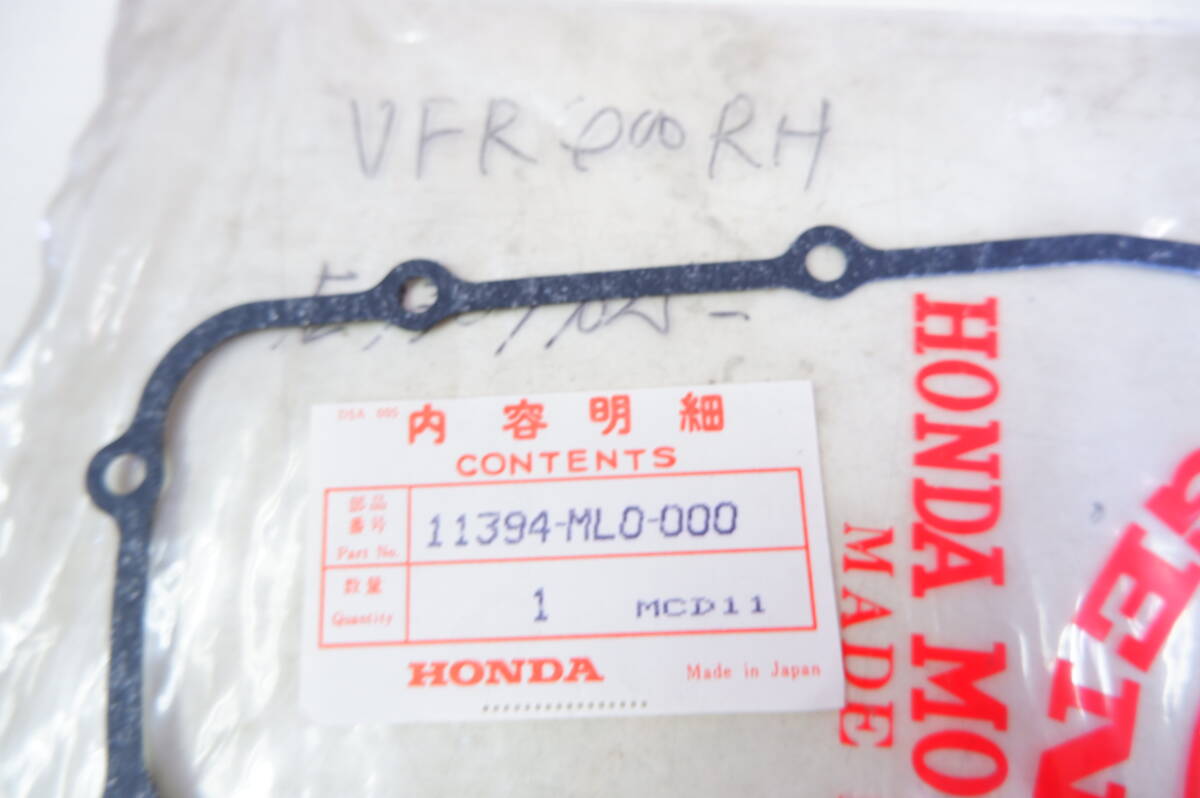 VFR 800 RH
DSA 005
内容明細
CONTENTS
部品番号
Part No.
11394-ML0-000
数量
Quantity
1 MCD11
HONDA
Made in Japan
HONDA MO
MADE
GEN